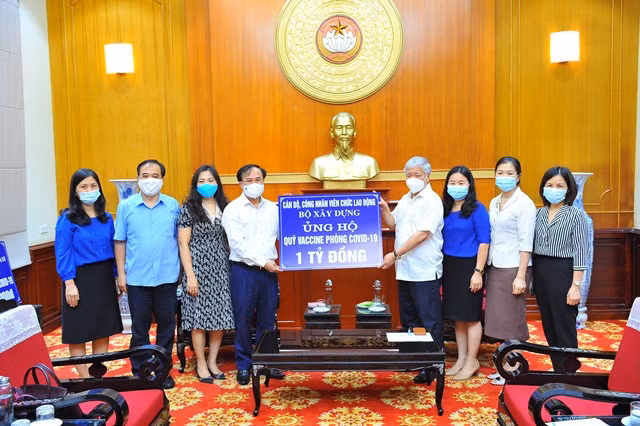 CÁN BỘ, CÔNG NHÂN VIÊN CHỨC LAO ĐỘNG
BỘ XÂY DỰNG
ỦNG HỘ
QUỸ VACCINE PHÒNG COVID-19
1 TỶ ĐỒNG